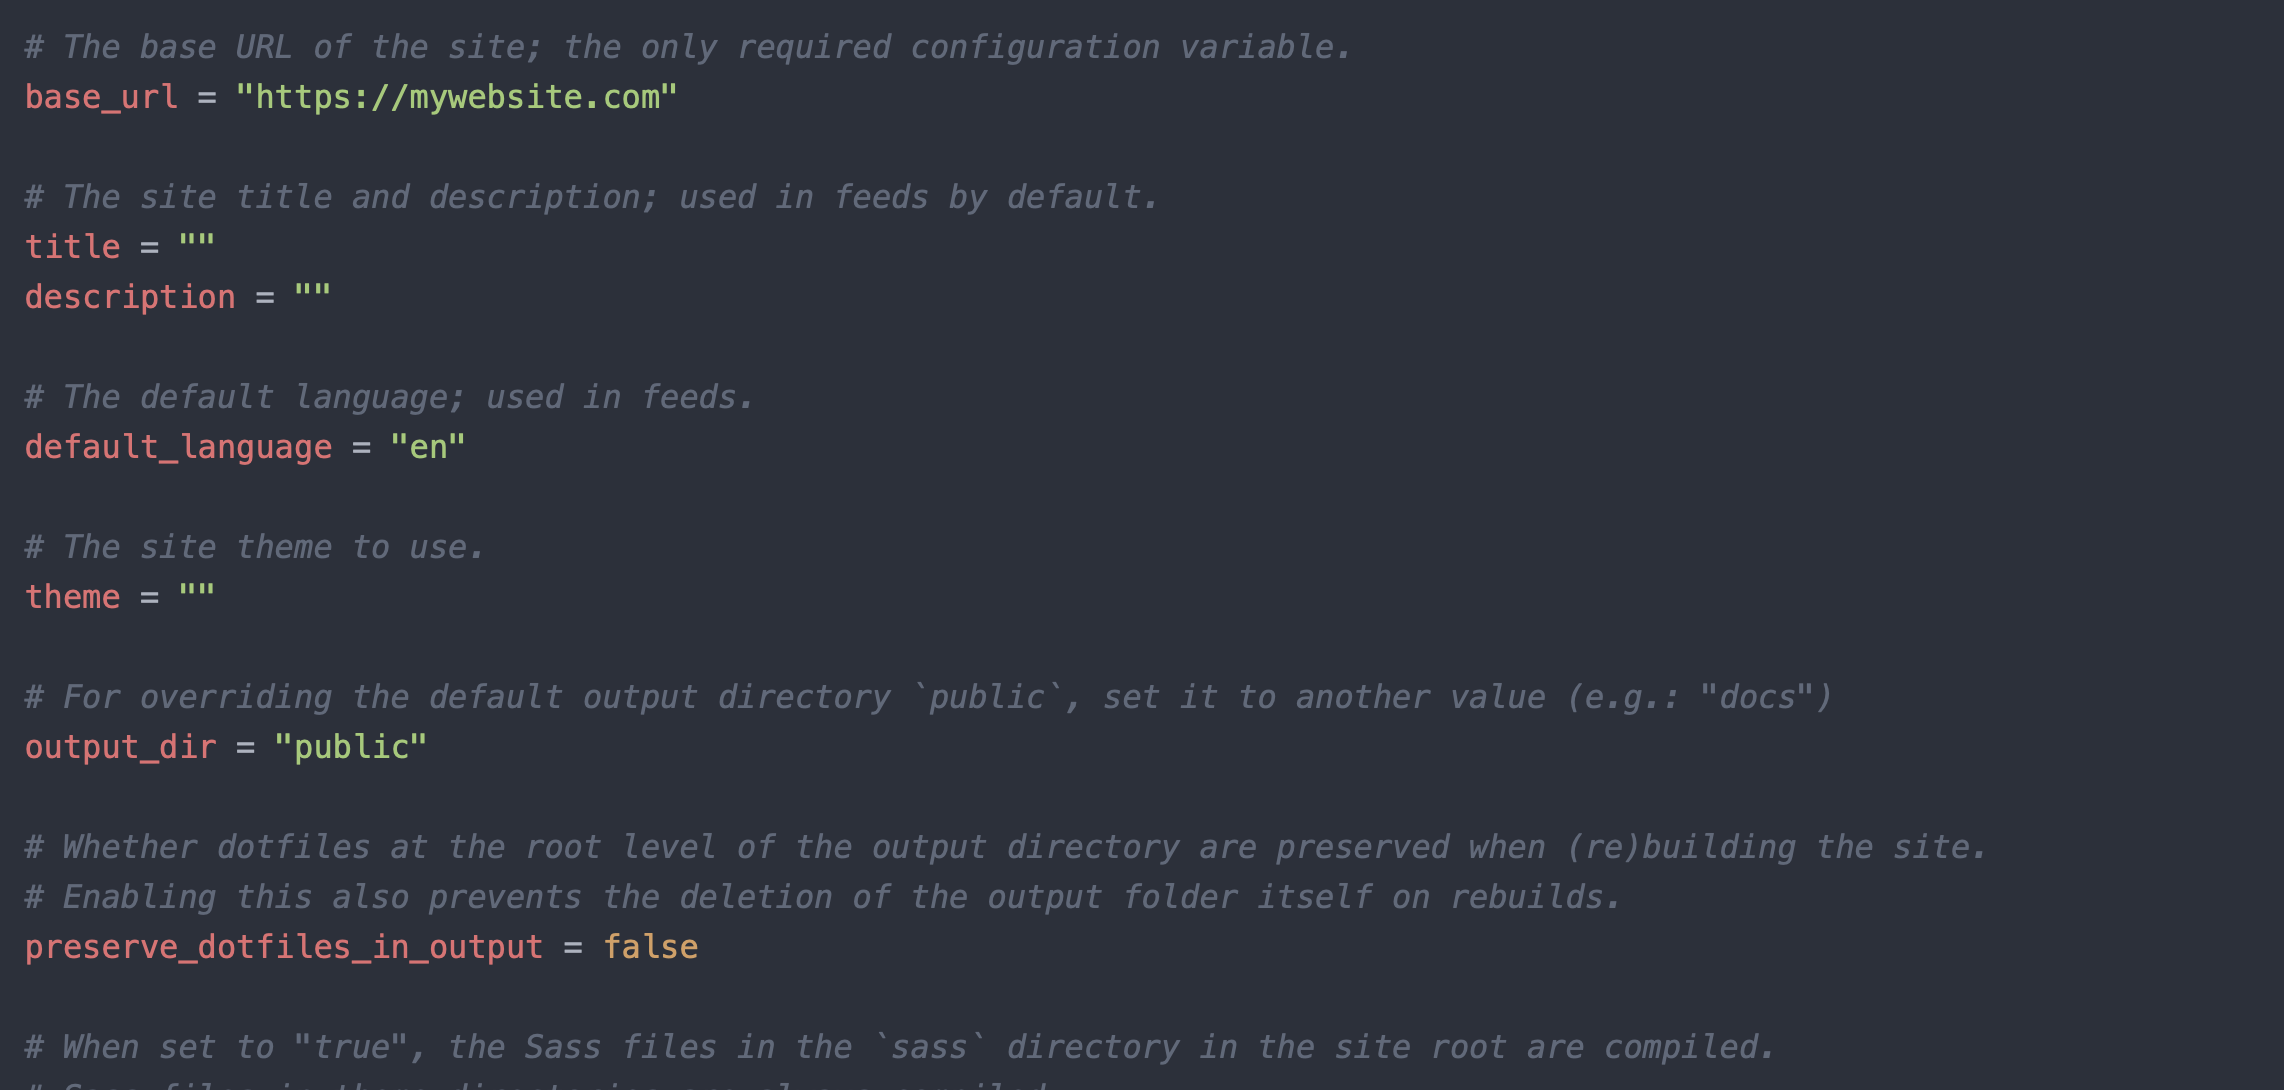 # The base URL of the site; the only required configuration variable.
base_url = "https://mywebsite.com"
# The site title and description; used in feeds by default.
title = ""
description = ""
# The default language; used in feeds.
default_language = "en"
# The site theme to use.
theme = ""
# For overriding the default output directory `public`, set it to another value (e.g.: "docs")
output_dir = "public"
# Whether dotfiles at the root level of the output directory are preserved when (re)building the site.
# Enabling this also prevents the deletion of the output folder itself on rebuilds.
preserve_dotfiles_in_output = false
# When set to "true", the Sass files in the `sass` directory in the site root are compiled.